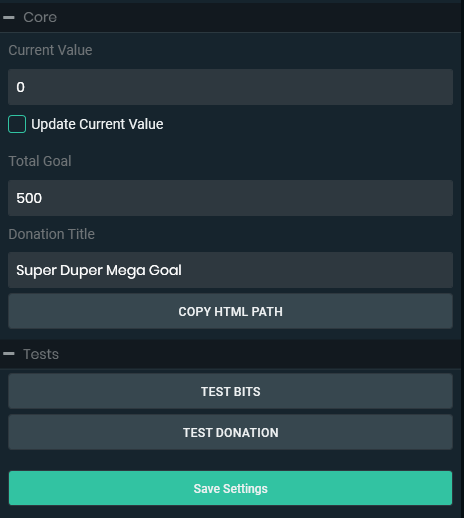 Core
Current Value
0
Update Current Value
Total Goal
500
Donation Title
Super Duper Mega Goal
COPY HTML PATH
Tests
TEST BITS
TEST DONATION
Save Settings